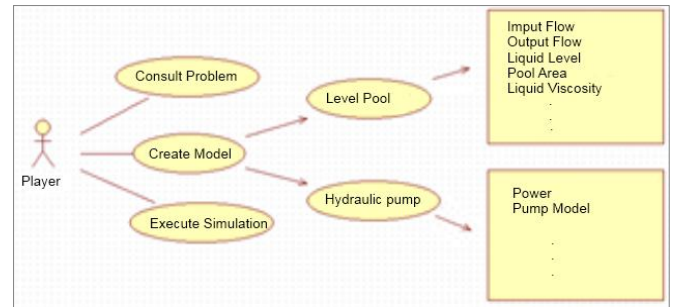 Player
Consult Problem
Create Model
Execute Simulation
Level Pool
Hydraulic pump
Imput Flow
Output Flow
Liquid Level
Pool Area
Liquid Viscosity
.
.
.
Power
Pump Model
.
.
.